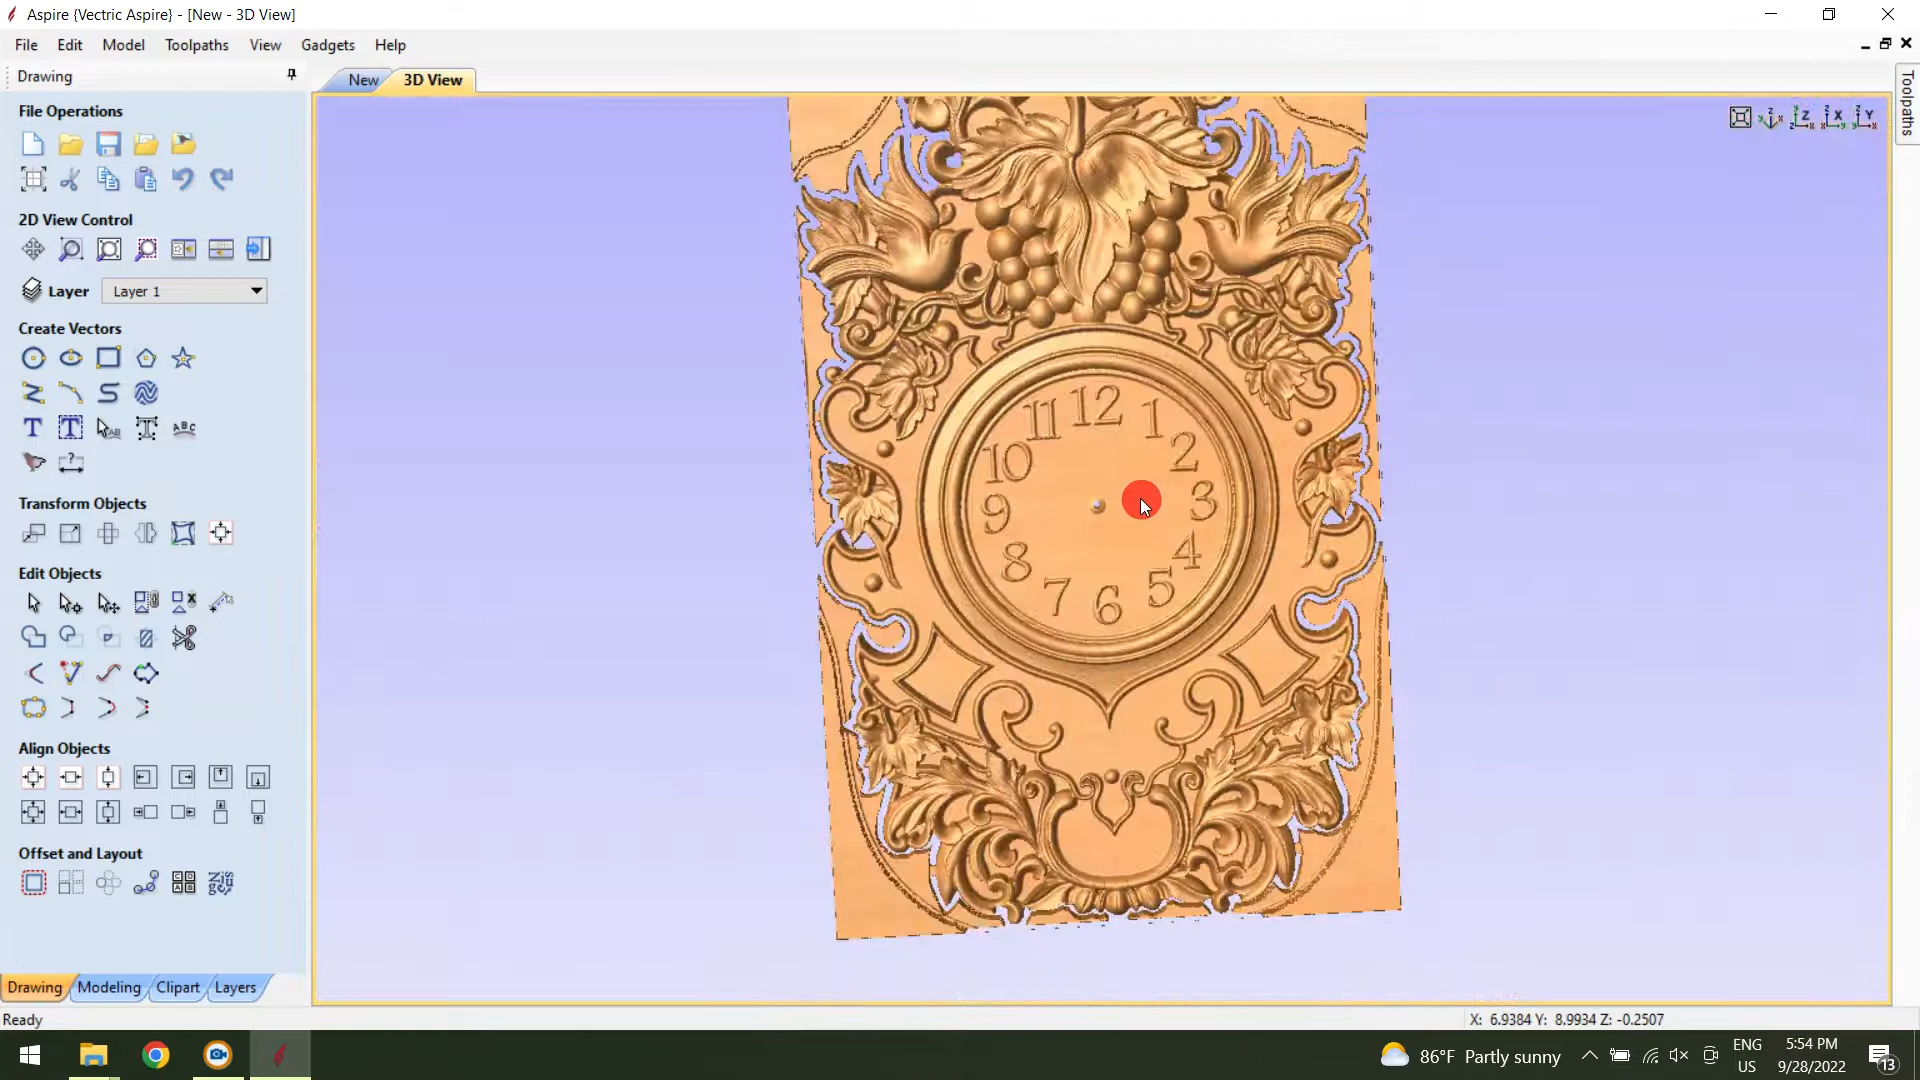 Aspire {Vectric Aspire} - [New - 3D View]
File Edit Model Toolpaths View Gadgets Help
Drawing
New 3D View
Toolpaths
File Operations
2D View Control
Layer Layer 1
Create Vectors
Transform Objects
Edit Objects
Align Objects
Offset and Layout
12
1
2
3
4
5
6
7
8
9
10
11
Drawing Modeling Clipart Layers
Ready
X: 6.9384 Y: 8.9934 Z: -0.2507
86°F Partly sunny
ENG
US
5:54 PM
9/28/2022
13